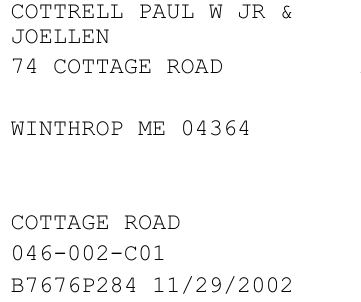 COTTRELL PAUL W JR &
JOELLEN
74 COTTAGE ROAD
WINTHROP ME 04364
COTTAGE ROAD
046-002-C01
B7676P284 11/29/2002